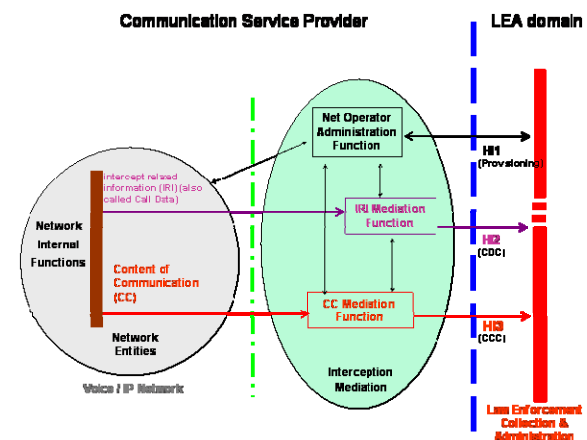 Communication Service Provider
LEA domain
Net Operator
Administration
Function
HI1
(Provsioning)
intercept relaed
information (IRI)(also
called Call Data)
IRI Mediation
Function
Network
Internal
Functions
HI2
(CDC)
Content of
Communication
(CC)
CC Mediation
Function
HI3
(CCC)
Network
Entities
Interception
Mediation
Voice / IP Network
Law Enforcement
Collection &
Administration